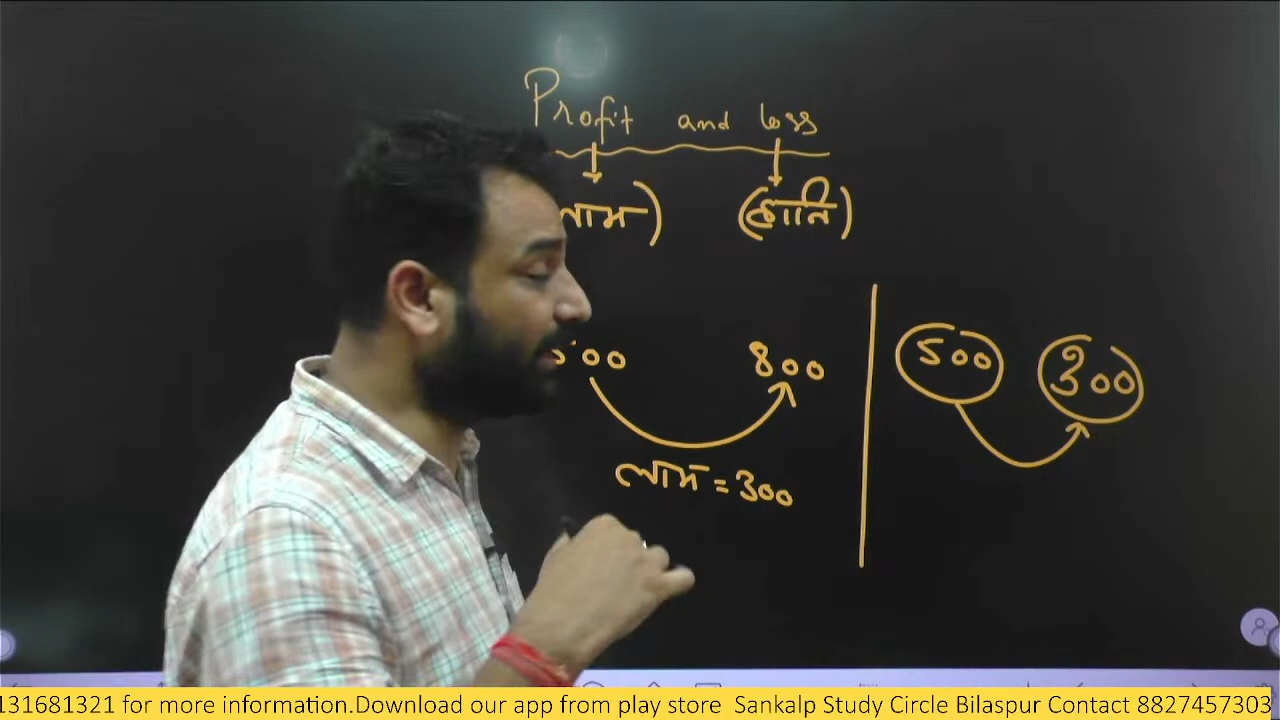 Profit and loss
लाभ) (हानि)
500 800 500 300
लाभ = 300
131681321 for more information.Download our app from play store Sankalp Study Circle Bilaspur Contact 8827457303